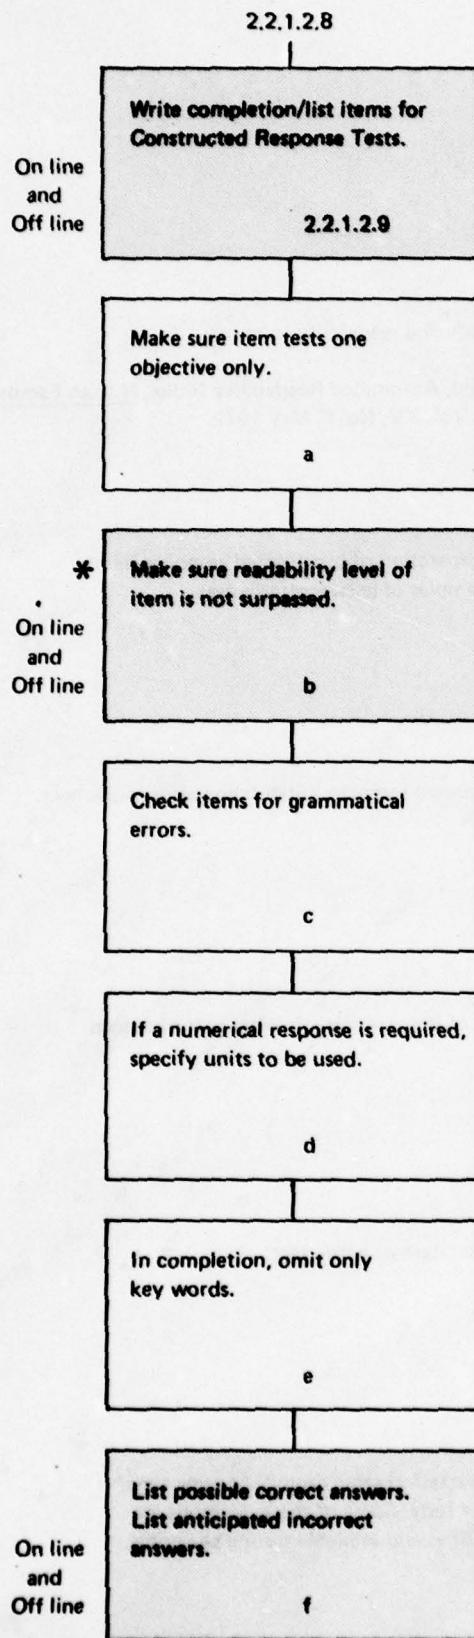 2.2.1.2.8
Write completion/list items for
Constructed Response Tests.
On line
and
Off line
2.2.1.2.9
Make sure item tests one
objective only.
a
*
Make sure readability level of
item is not surpassed.
On line
and
Off line
b
Check items for grammatical
errors.
c
If a numerical response is required,
specify units to be used.
d
In completion, omit only
key words.
e
List possible correct answers.
List anticipated incorrect
answers.
On line
and
Off line
f